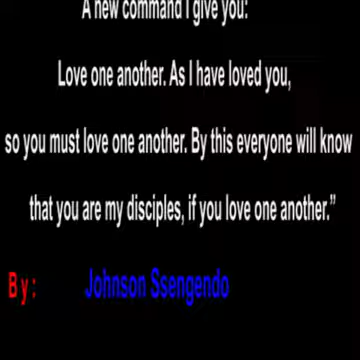 A new command I give you:
Love one another. As I have loved you,
so you must love one another. By this everyone will know
that you are my disciples, if you love one another.”
By: Johnson Ssengendo